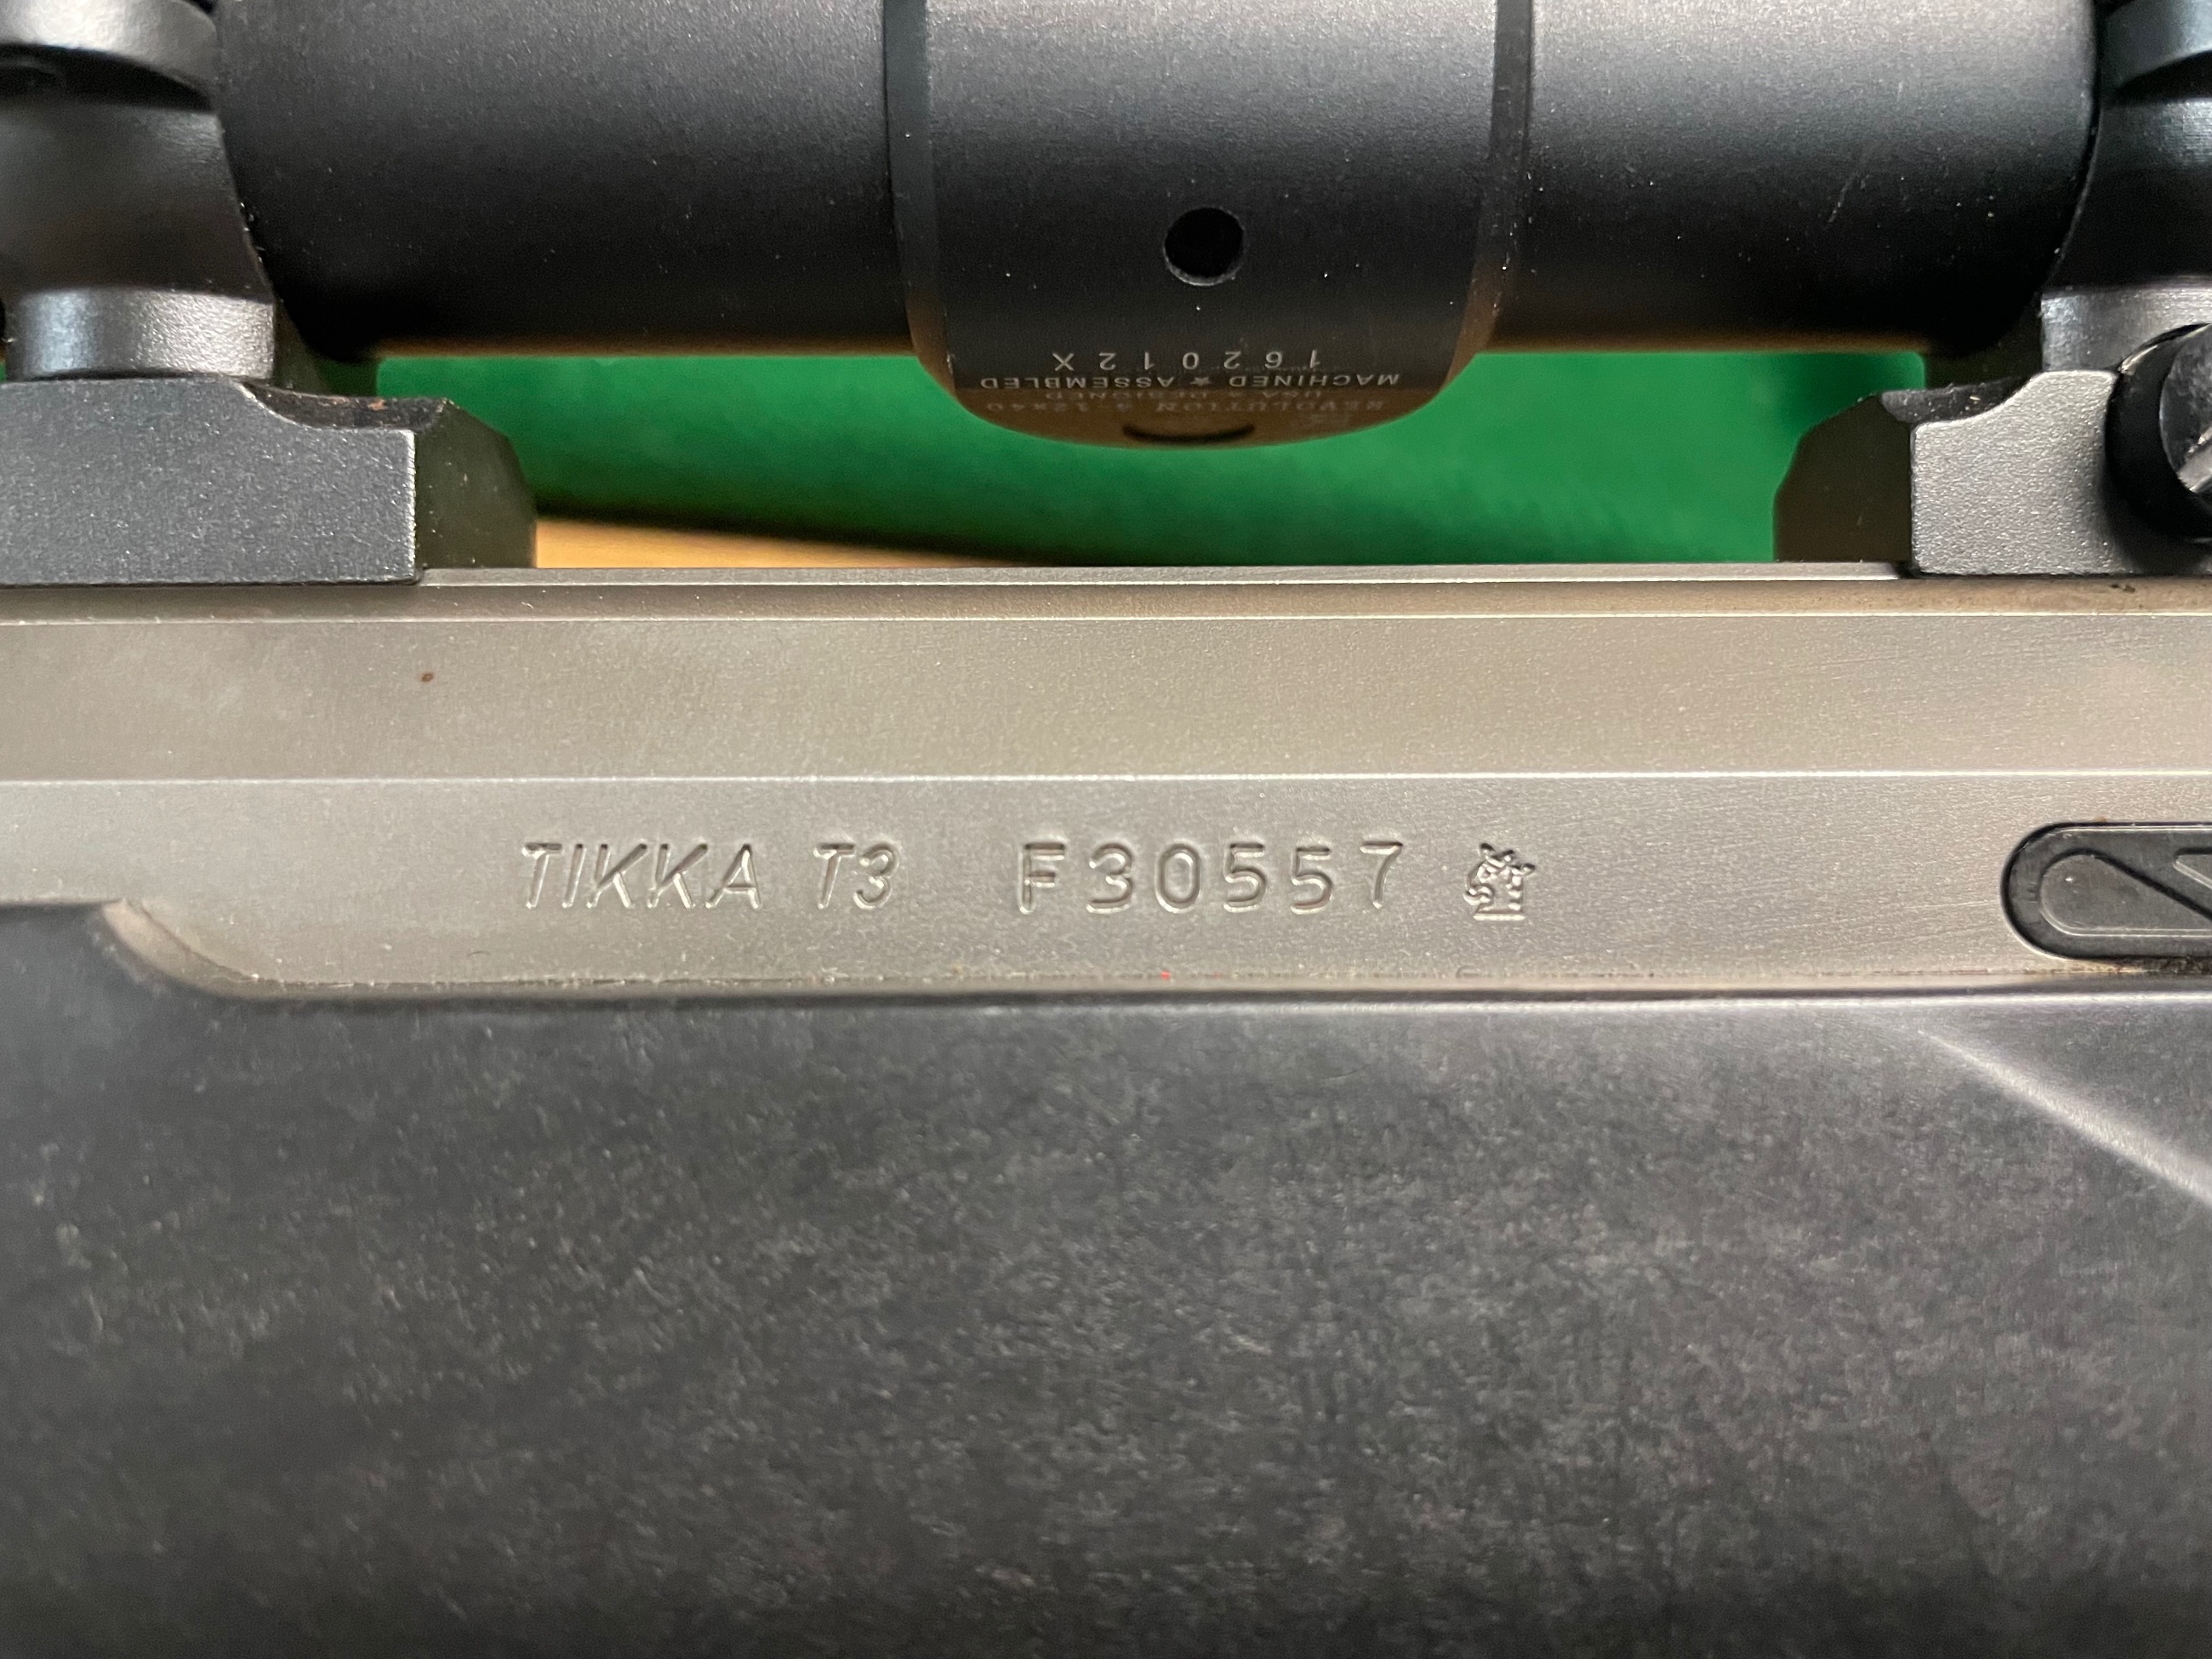 REVOLUTION 4-12x40
USA ★ DESIGNED
MACHINED ★ ASSEMBLED
162012X
TIKKA T3 F30557